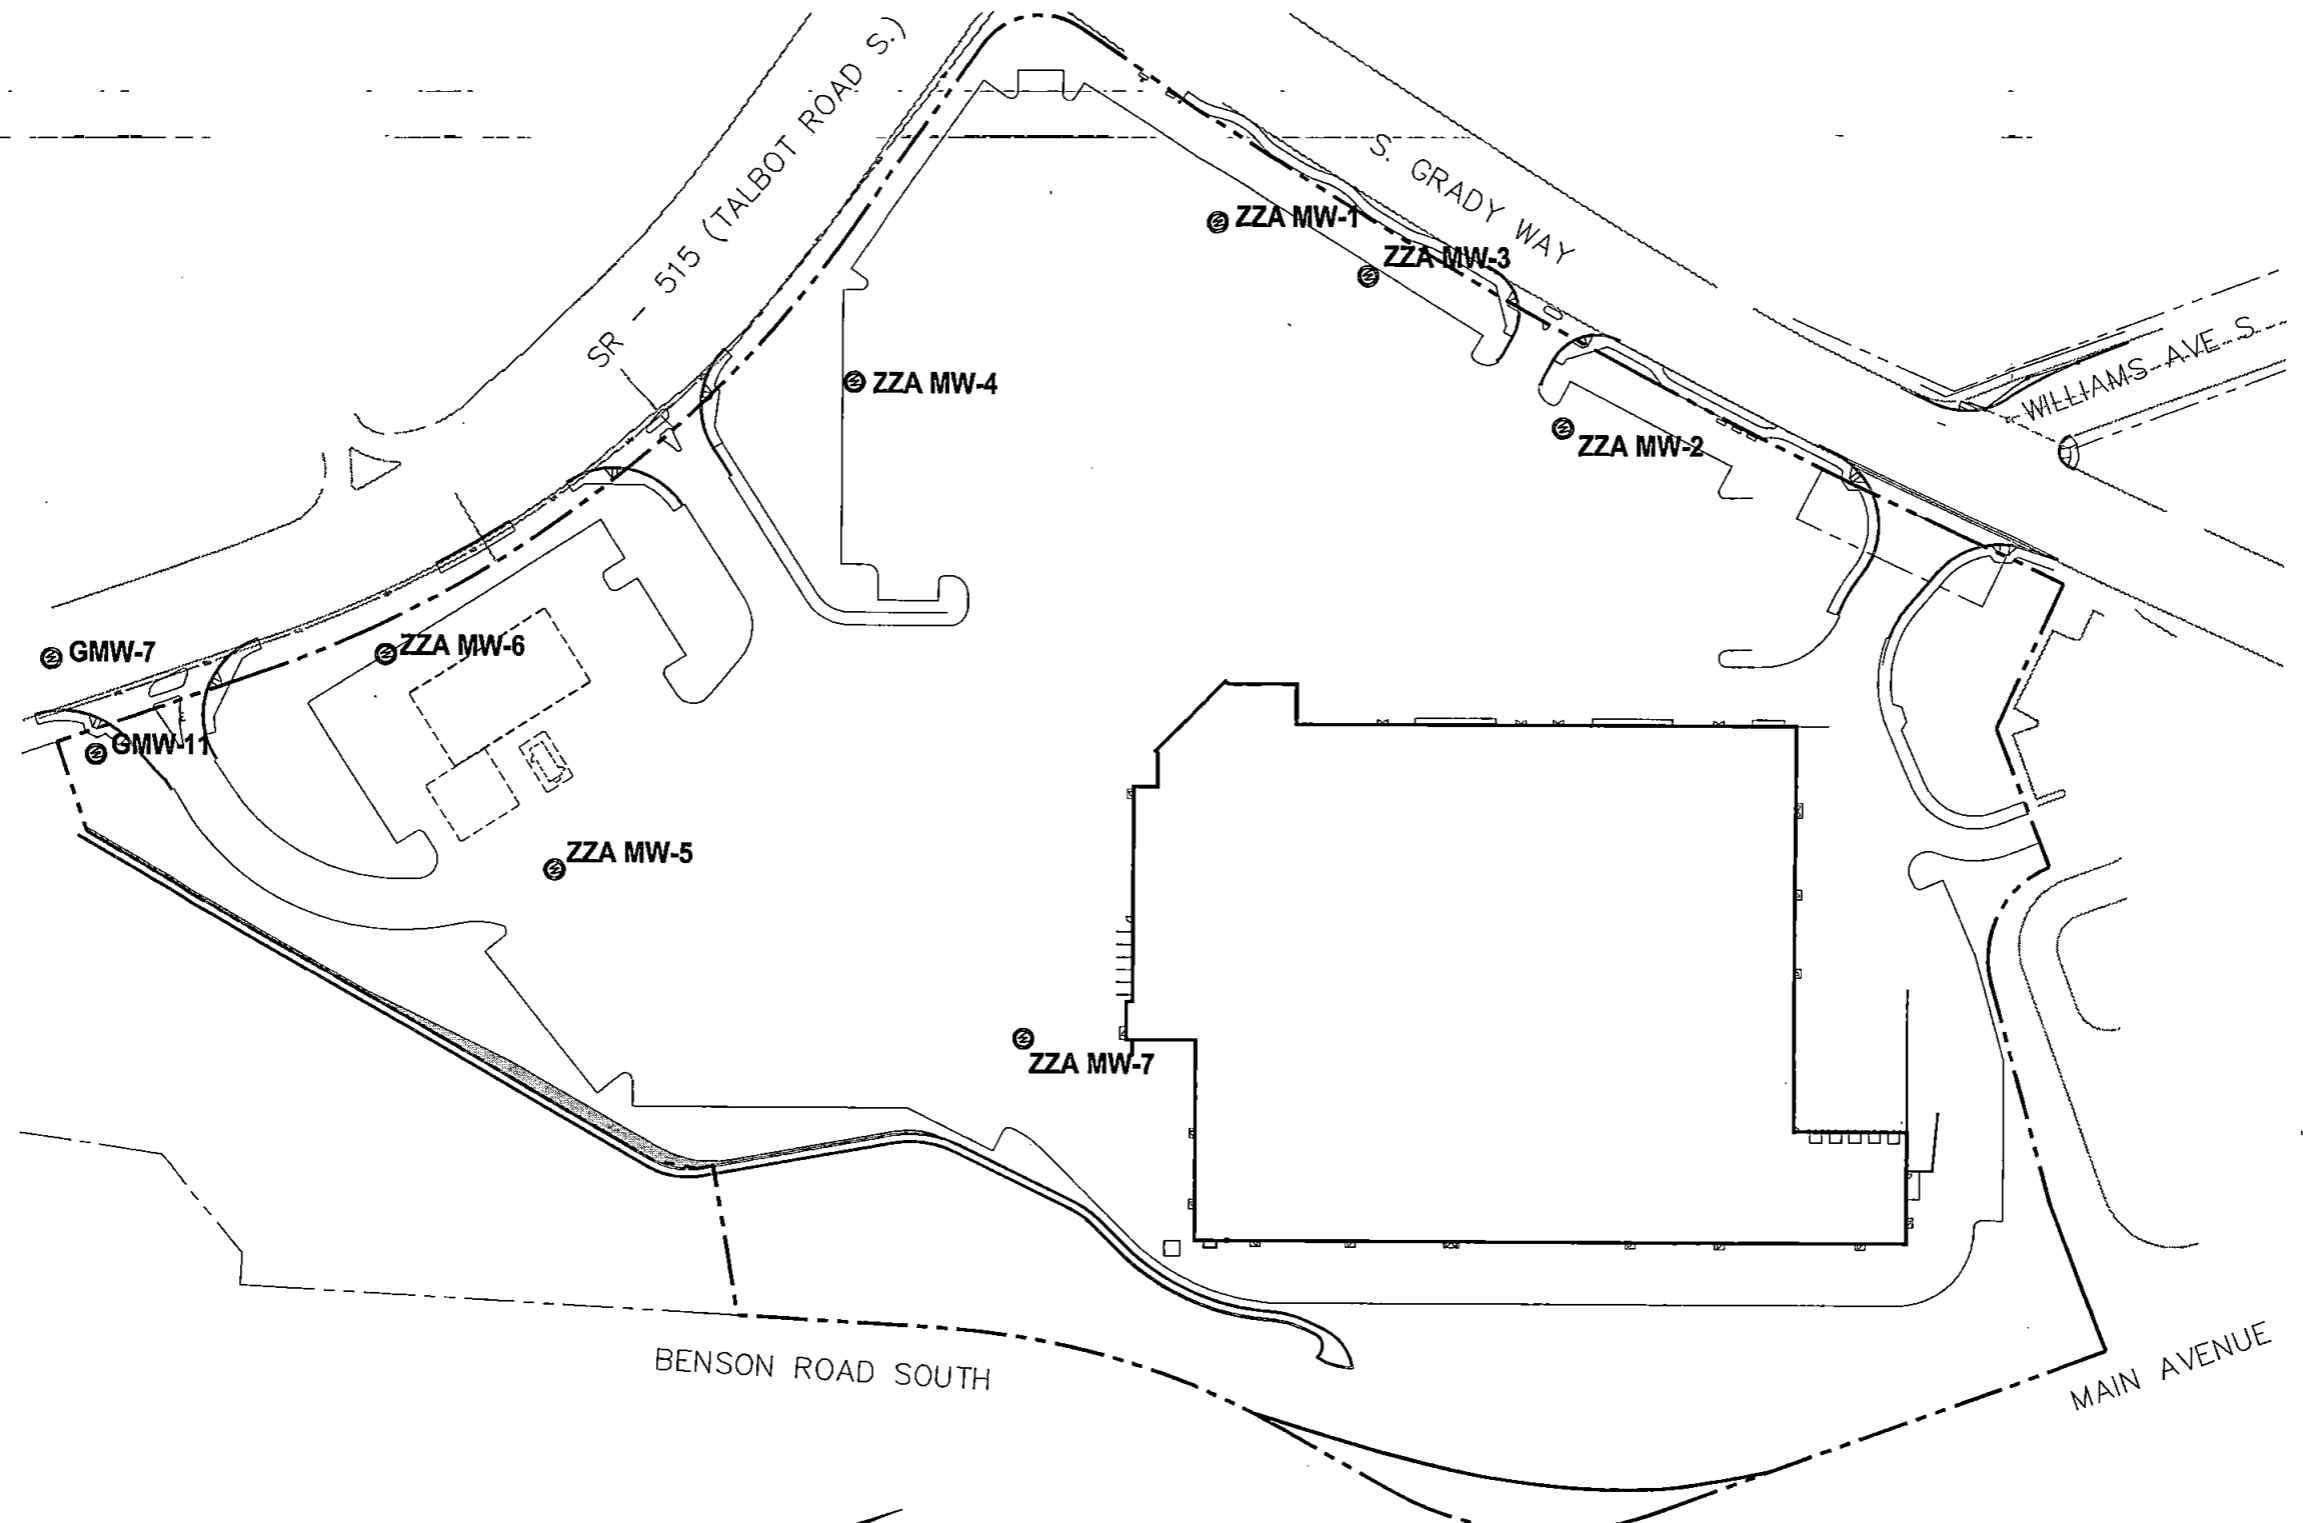 SR - 515 (TALBOT ROAD S.)
S. GRADY WAY
ZZA MW-1
ZZA MW-3
WILLIAMS AVE S.
ZZA MW-4
ZZA MW-2
GMW-7
ZZA MW-6
GMW-11
ZZA MW-5
ZZA MW-7
BENSON ROAD SOUTH
MAIN AVENUE